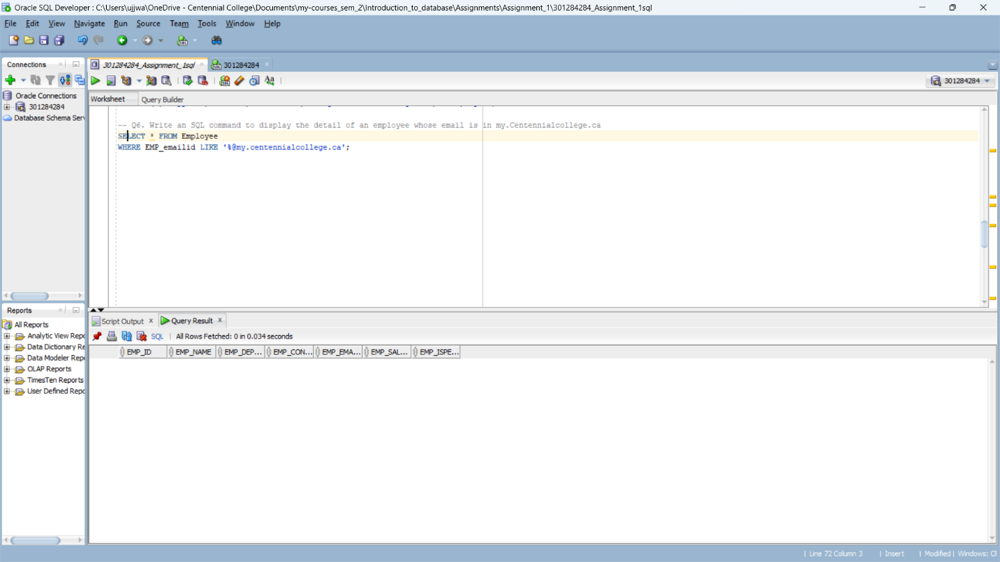 Oracle SQL Developer : C:\Users\ujjwa\OneDrive - Centennial College\Documents\my-courses_sem_2\Introduction_to_database\Assignments\Assignment_1\301284284_Assignment_1sql
File Edit View Navigate Run Source Team Tools Window Help
Connections
301284284_Assignment_1sql
301284284
301284284
Worksheet Query Builder
Oracle Connections
301284284
Database Schema Serv
-- Q6. Write an SQL command to display the detail of an employee whose email is in my.Centennialcollege.ca
SELECT * FROM Employee
WHERE EMP_emailid LIKE '%@my.centennialcollege.ca';
Reports
All Reports
Analytic View Repo
Data Dictionary Re
Data Modeler Repo
OLAP Reports
TimesTen Reports
User Defined Repo
Script Output Query Result
SQL | All Rows Fetched: 0 in 0.034 seconds
EMP_ID EMP_NAME EMP_DEP... EMP_CON... EMP_EMA... EMP_SAL... EMP_ISPE...
| Line 72 Column 3 | Insert | Modified | Windows: CF